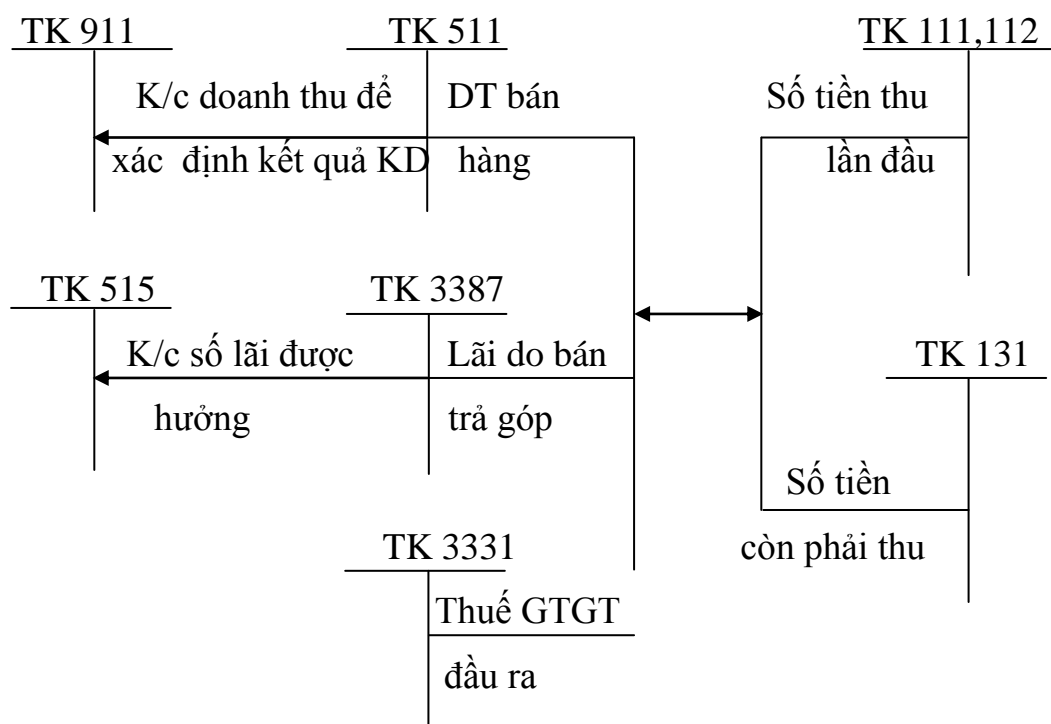 TK 911
TK 511
TK 111,112
K/c doanh thu để
DT bán
Số tiền thu
xác định kết quả KD
hàng
lần đầu
TK 515
TK 3387
K/c số lãi được
Lãi do bán
TK 131
hưởng
trả góp
Số tiền
TK 3331
còn phải thu
Thuế GTGT
đầu ra